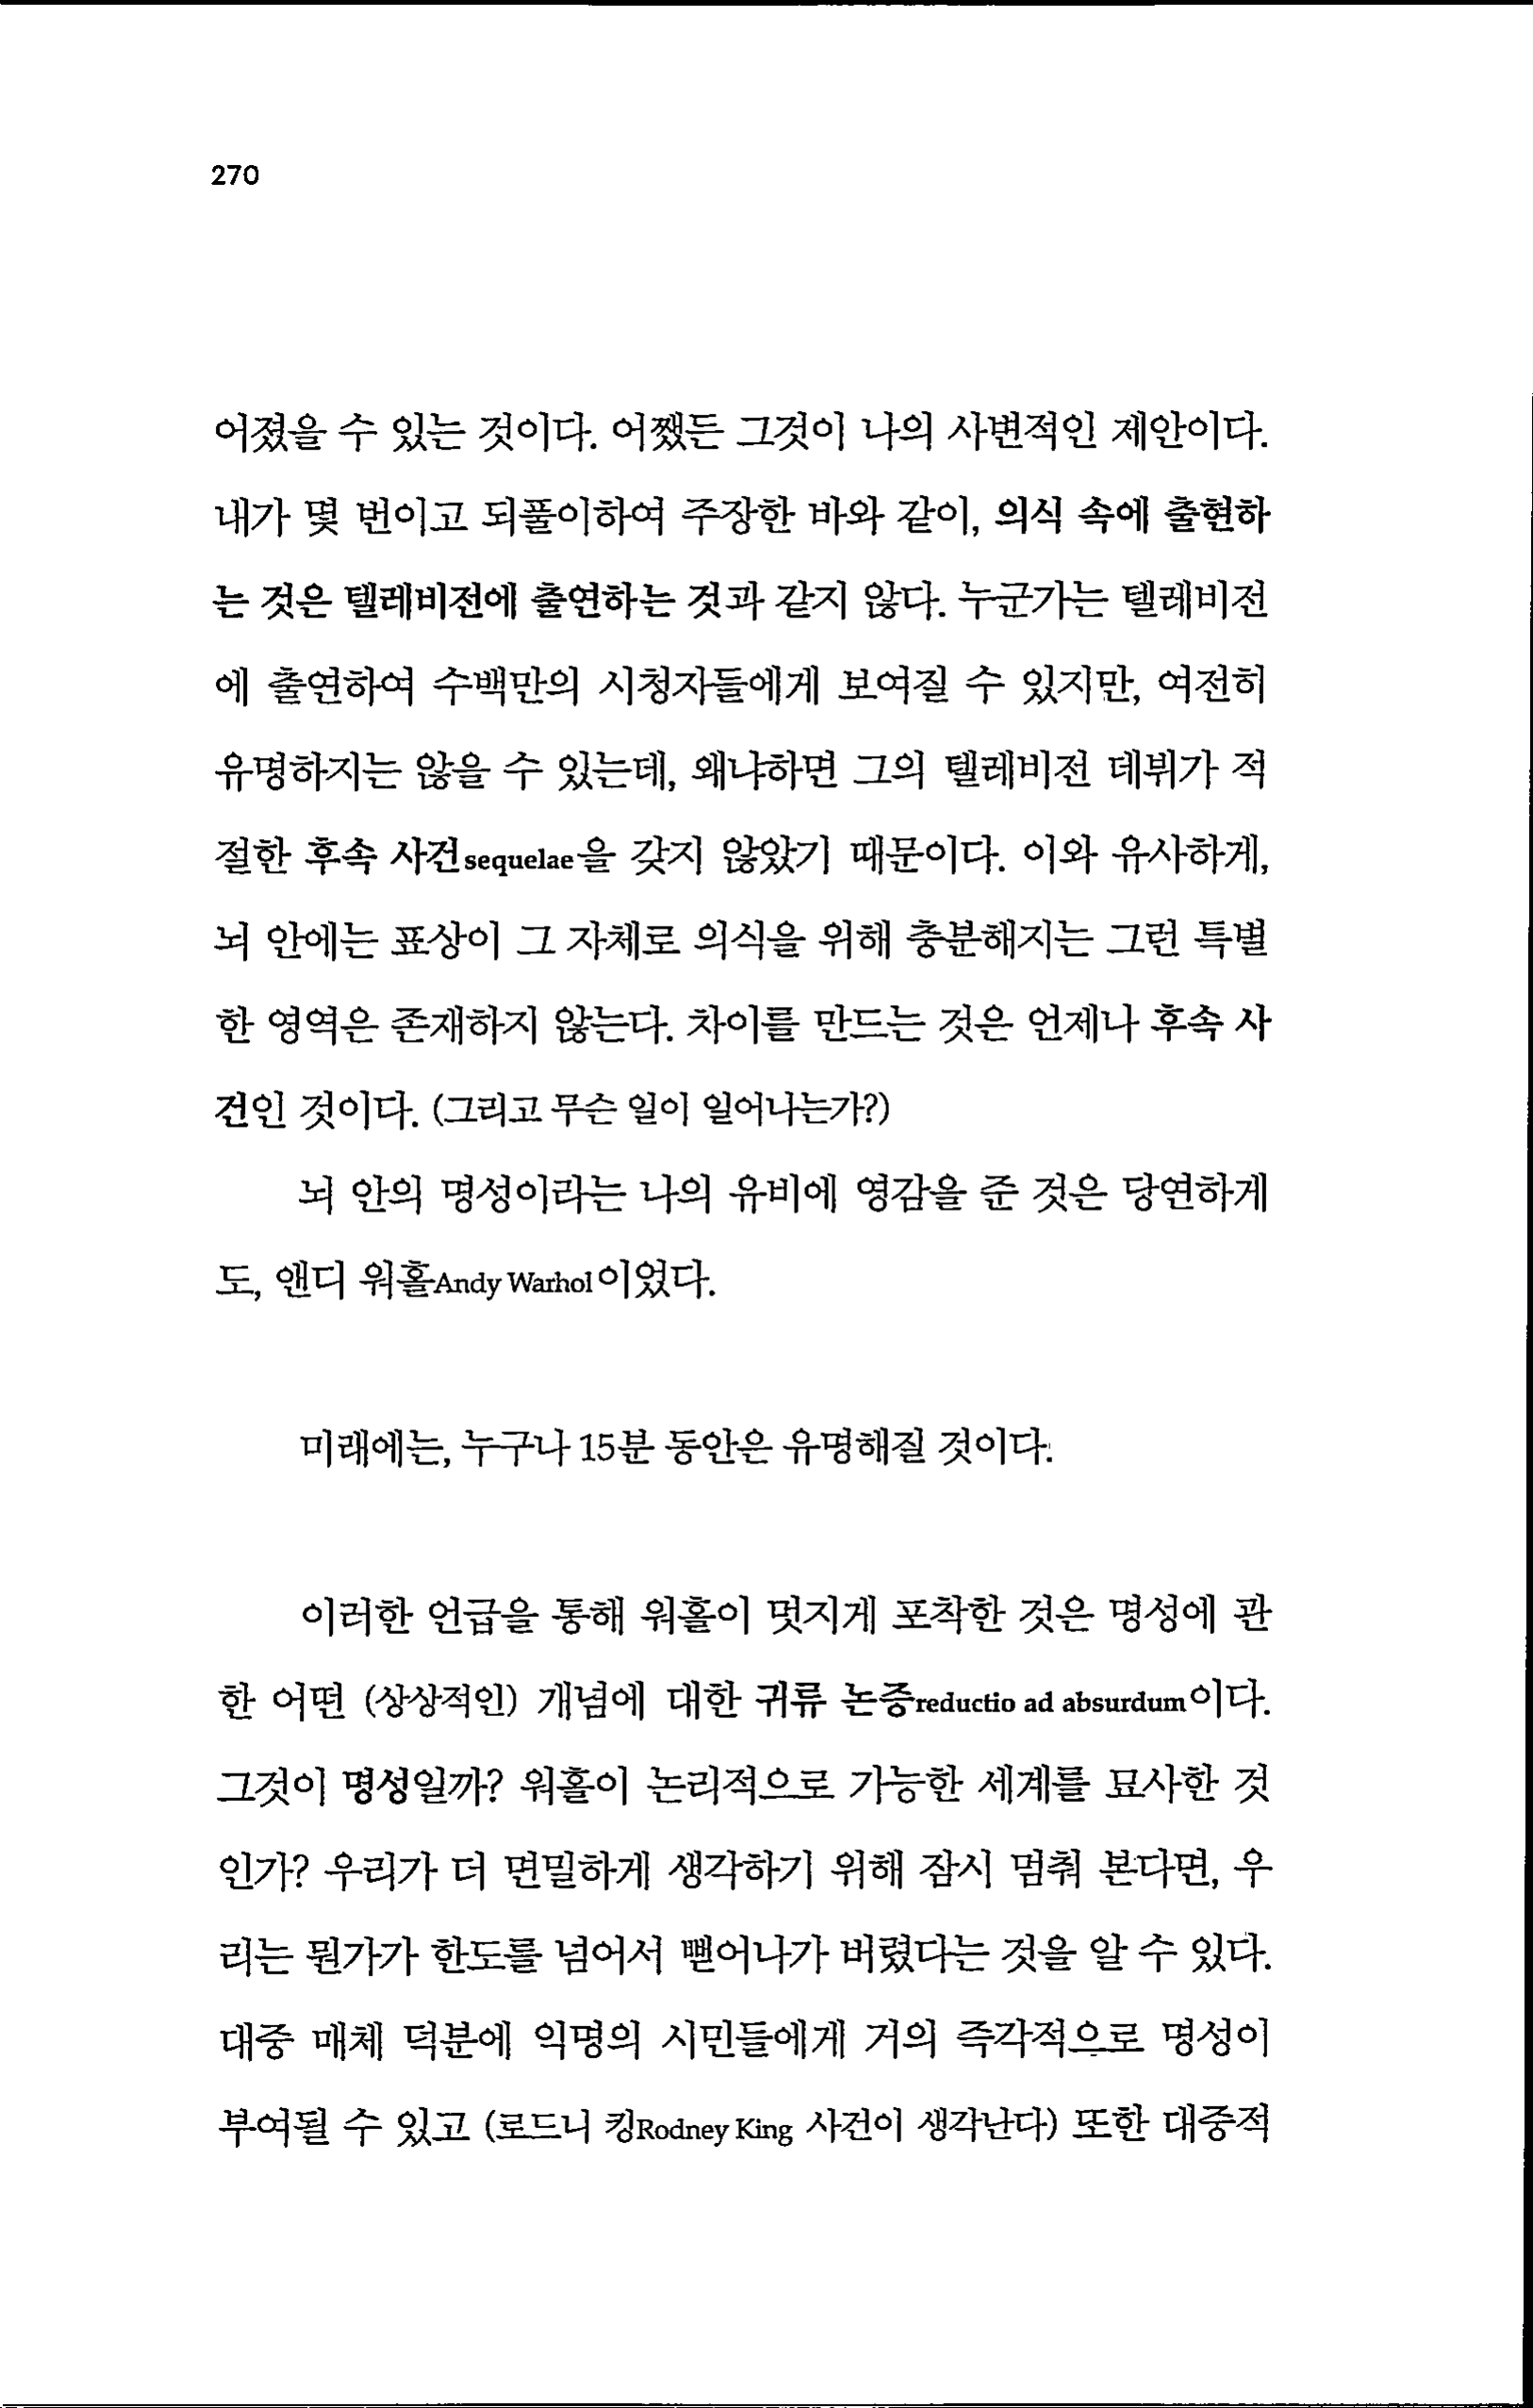 270
어졌을 수 있는 것이다. 어쨌든 그것이 나의 사변적인 제안이다.
내가 몇 번이고 되풀이하여 주장한 바와 같이, 의식 속에 출현하
는 것은 텔레비전에 출연하는 것과 같지 않다. 누군가는 텔레비전
에 출연하여 수백만의 시청자들에게 보여질 수 있지만, 여전히
유명하지는 않을 수 있는데, 왜냐하면 그의 텔레비전 데뷔가 적
절한 후속 사건sequelae을 갖지 않았기 때문이다. 이와 유사하게,
뇌 안에는 표상이 그 자체로 의식을 위해 충분해지는 그런 특별
한 영역은 존재하지 않는다. 차이를 만드는 것은 언제나 후속 사
건인 것이다. (그리고 무슨 일이 일어나는가?)
뇌 안의 명성이라는 나의 유비에 영감을 준 것은 당연하게
도, 앤디 워홀Andy Warhol이었다.
미래에는, 누구나 15분 동안은 유명해질 것이다.
이러한 언급을 통해 워홀이 멋지게 포착한 것은 명성에 관
한 어떤 (상상적인) 개념에 대한 귀류 논증reductio ad absurdum이다.
그것이 명성일까? 워홀이 논리적으로 가능한 세계를 묘사한 것
인가? 우리가 더 면밀하게 생각하기 위해 잠시 멈춰 본다면, 우
리는 뭔가가 한도를 넘어서 뻗어나가 버렸다는 것을 알 수 있다.
대중 매체 덕분에 익명의 시민들에게 거의 즉각적으로 명성이
부여될 수 있고 (로드니 킹Rodney King 사건이 생각난다) 또한 대중적